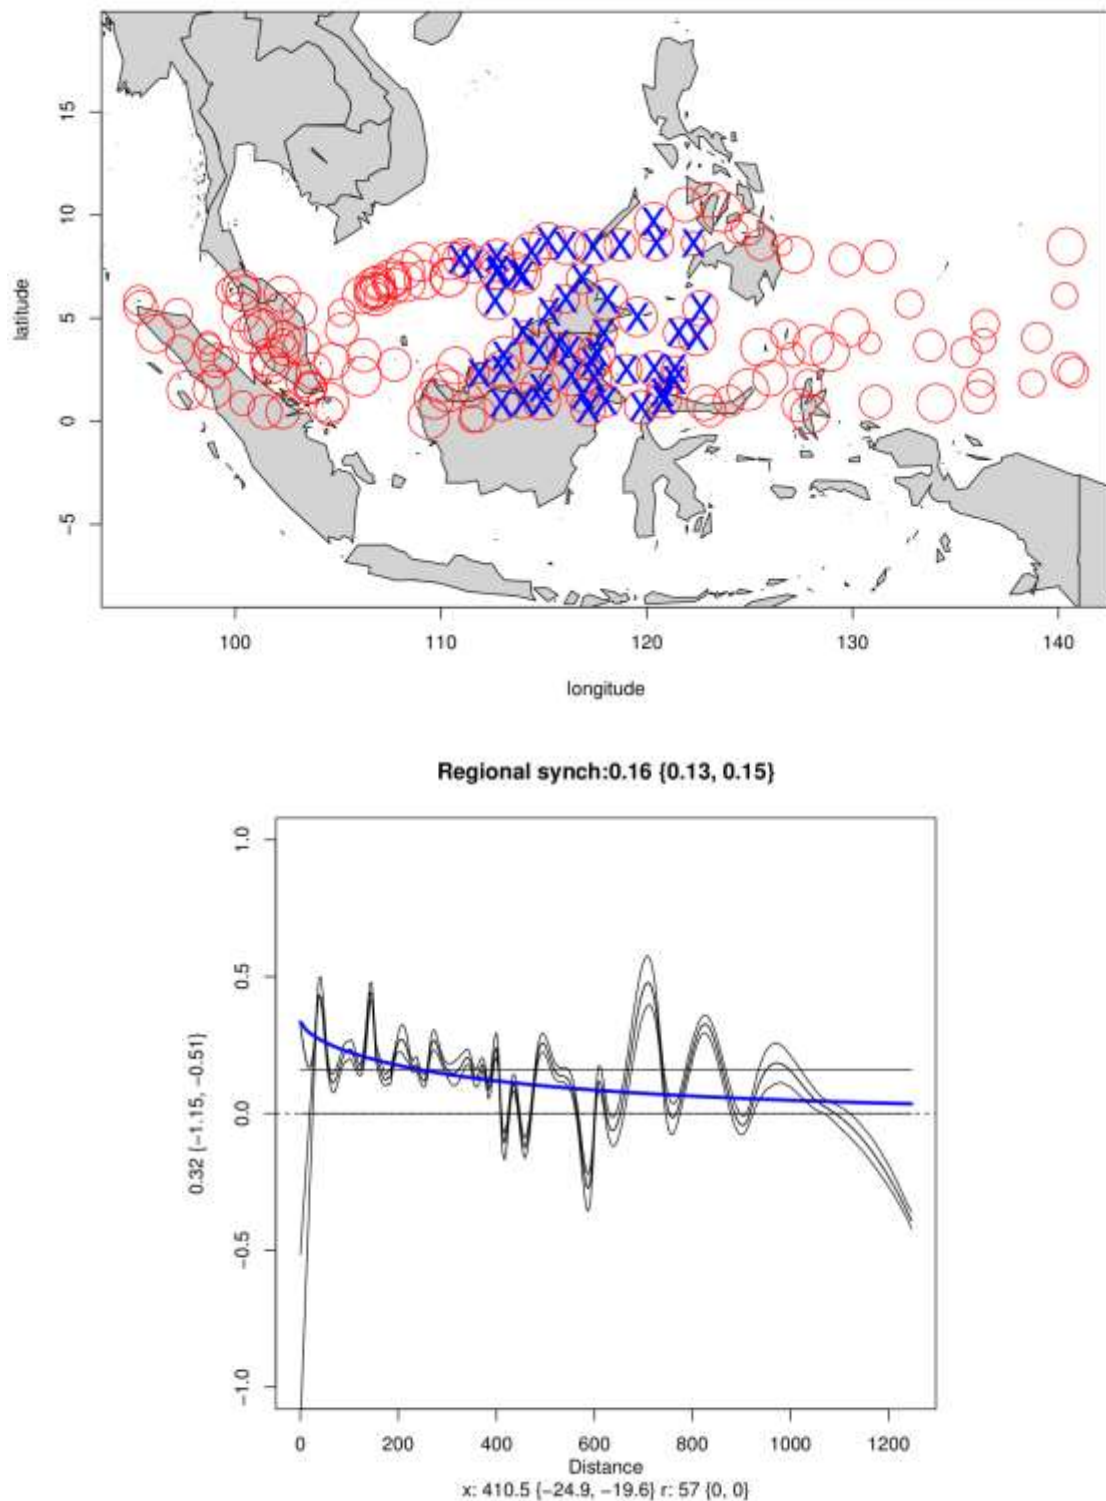 15
10
5
0
−5
latitude
100 110 120 130 140
longitude
Regional synch:0.16 {0.13, 0.15}
1.0
0.5
0.0
−0.5
−1.0
0.32 {−1.15, −0.51}
0 200 400 600 800 1000 1200
Distance
x: 410.5 {−24.9, −19.6} r: 57 {0, 0}